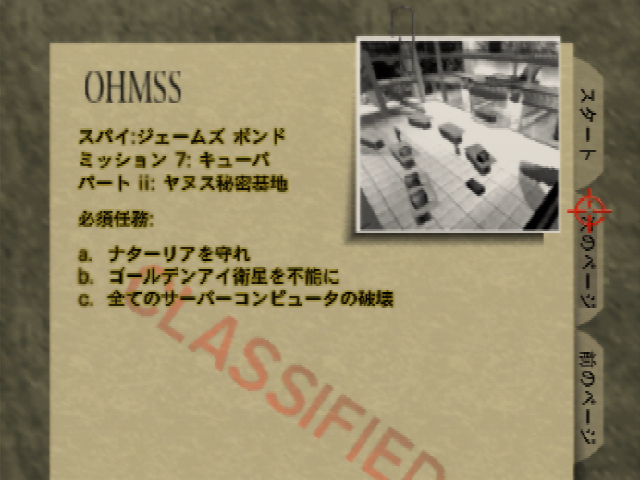 OHMSS
スパイ:ジェームズ ボンド
ミッション 7: キューバ
パート ii: ヤヌス秘密基地
必須任務:
a. ナターリアを守れ
b. ゴールデンアイ衛星を不能に
c. 全てのサーバーコンピュータの破壊
CLASSIFIED
スタート
のページ
前のページ